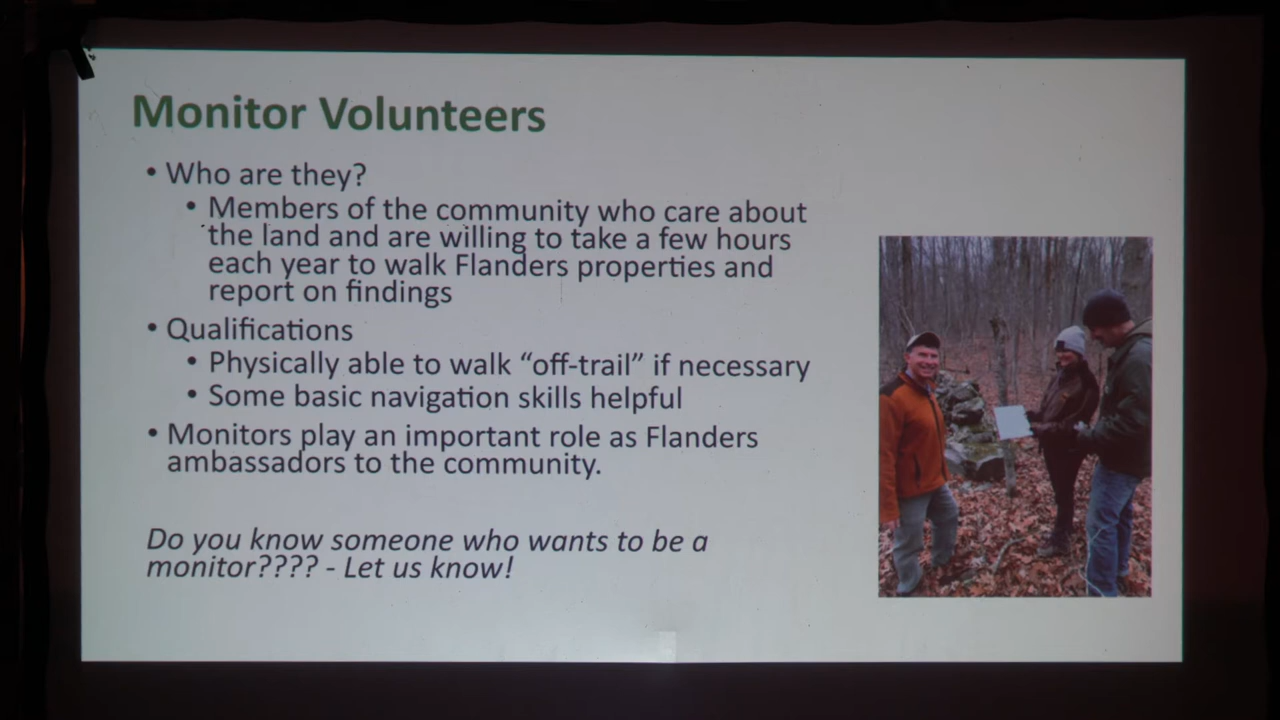 Monitor Volunteers
• Who are they?
• Members of the community who care about
the land and are willing to take a few hours
each year to walk Flanders properties and
report on findings
• Qualifications
• Physically able to walk “off-trail” if necessary
• Some basic navigation skills helpful
• Monitors play an important role as Flanders
ambassadors to the community.
Do you know someone who wants to be a
monitor???? - Let us know!